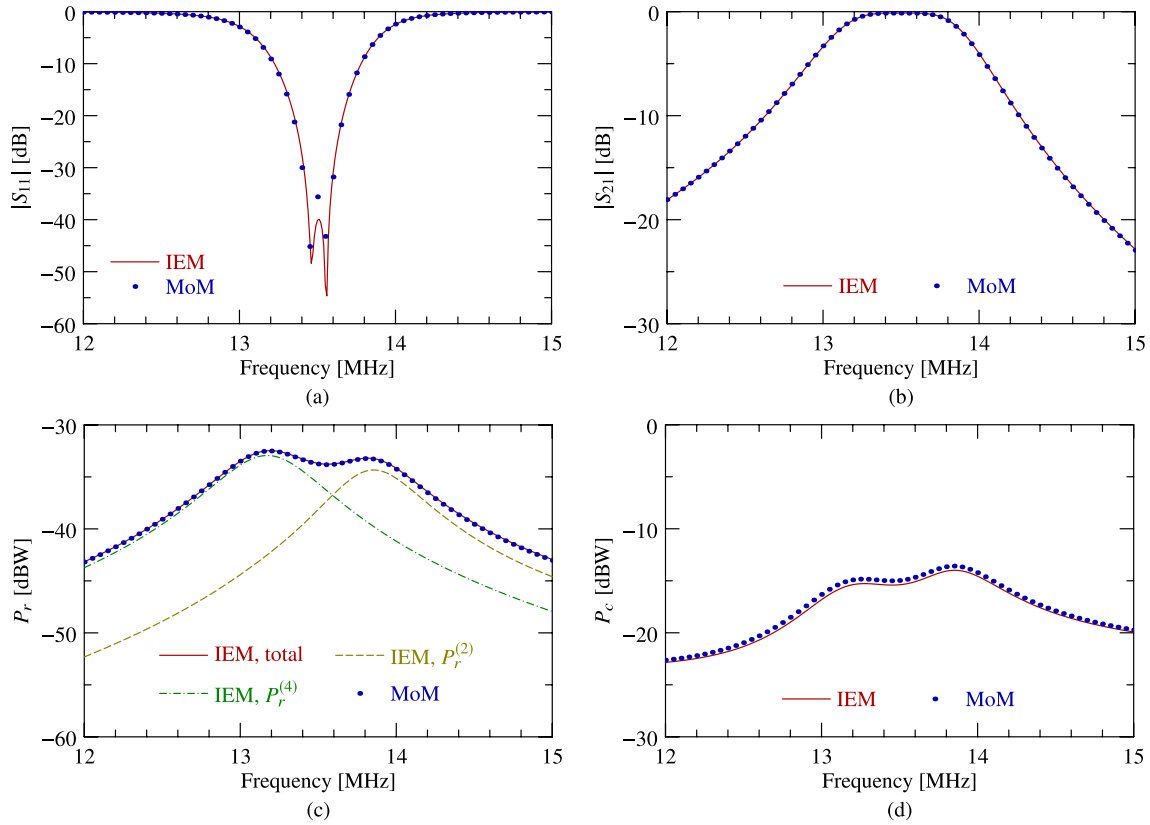 0
−10
−20
−30
−40
−50
−60
|S₁₁| [dB]
IEM
MoM
12
13
14
15
Frequency [MHz]
(a)
0
−10
−20
−30
|S₂₁| [dB]
IEM
MoM
12
13
14
15
Frequency [MHz]
(b)
−30
−40
−50
−60
Pᵣ [dBW]
IEM, total
IEM, Pᵣ⁽²⁾
IEM, Pᵣ⁽⁴⁾
MoM
12
13
14
15
Frequency [MHz]
(c)
0
−10
−20
−30
P_c [dBW]
IEM
MoM
12
13
14
15
Frequency [MHz]
(d)